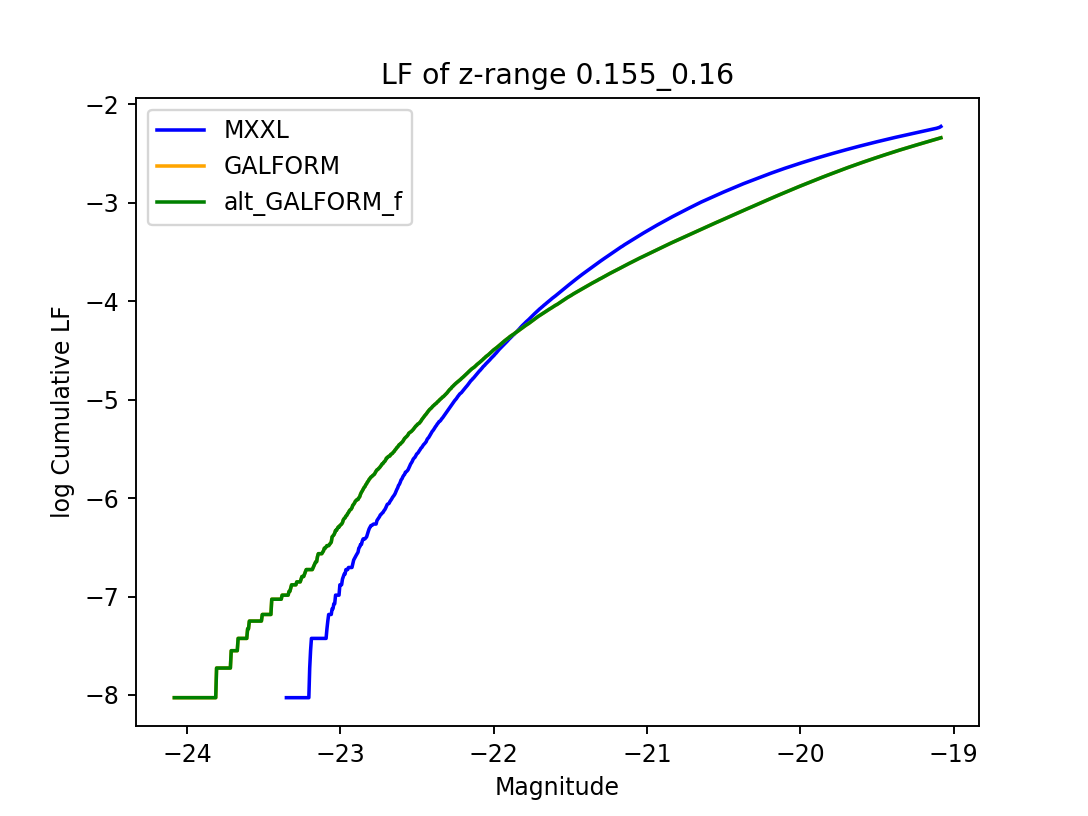 LF of z-range 0.155_0.16
MXXL
GALFORM
alt_GALFORM_f
log Cumulative LF
−2
−3
−4
−5
−6
−7
−8
−24 −23 −22 −21 −20 −19
Magnitude